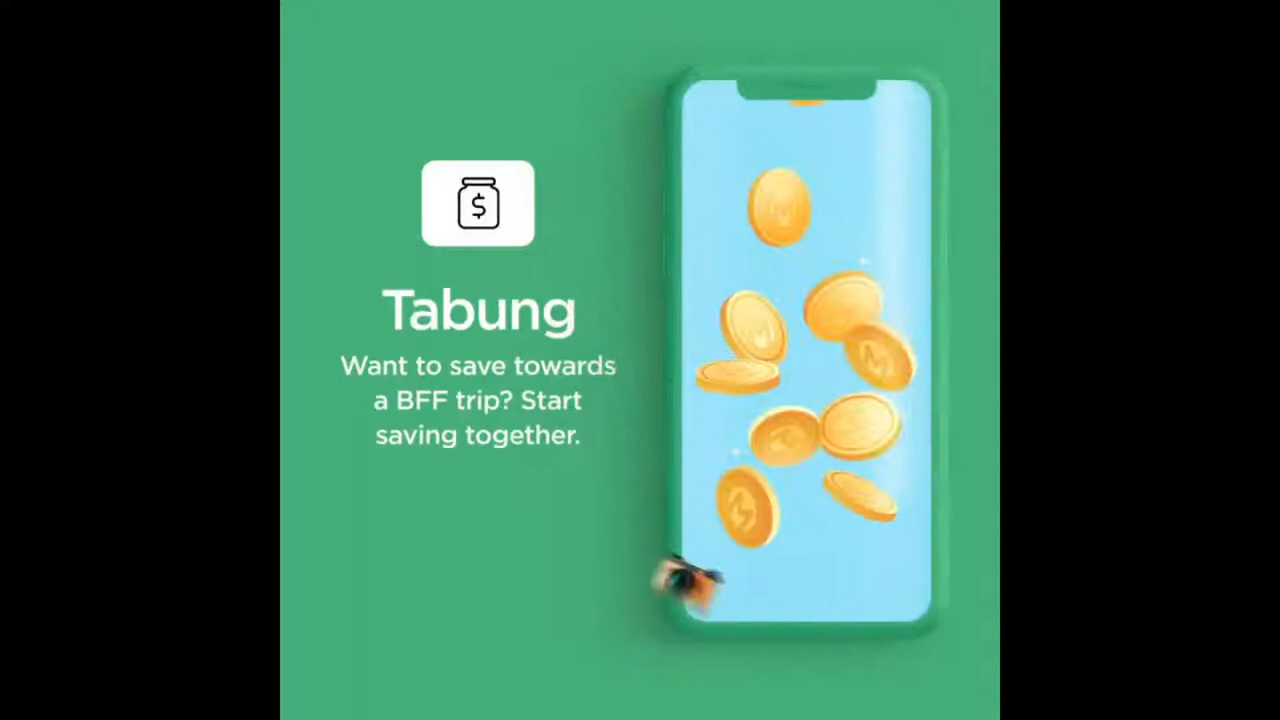 $
Tabung
Want to save towards
a BFF trip? Start
saving together.